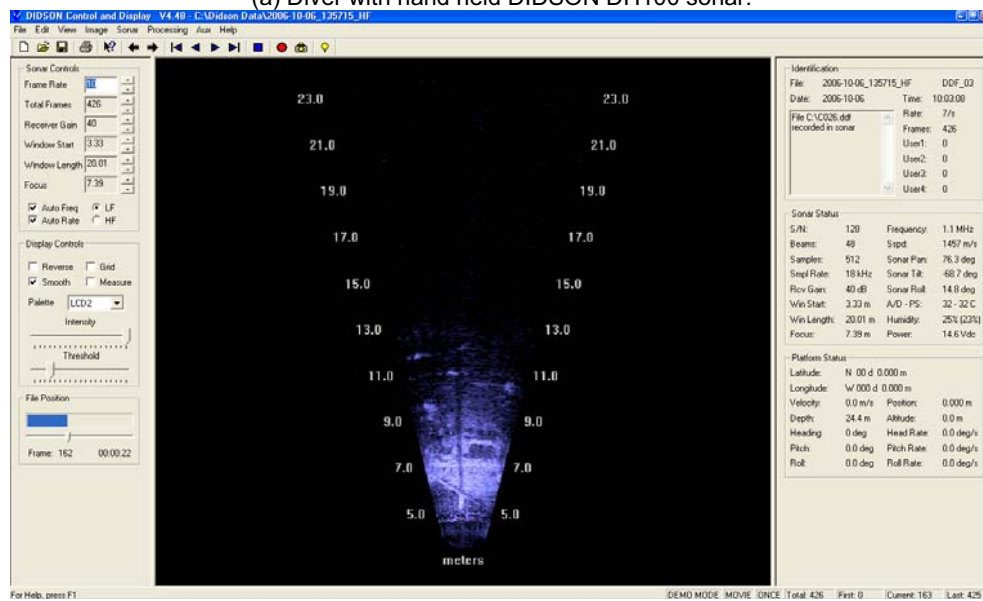 (a) Diver with hand held DIDSON DH100 sonar.
DIDSON Control and Display V4.40 - C:\Didson Data\2006-10-06_135715_HF
File Edit View Image Sonar Processing Aux Help
Sonar Controls
Frame Rate 10
Total Frames 426
Receiver Gain 40
Window Start 3.33
Window Length 20.01
Focus 7.39
Auto Freq LF
Auto Rate HF
Display Controls
Reverse Grid
Smooth Measure
Palette LCD2
Intensity
Threshold
File Position
Frame: 162 00:00:22
23.0 23.0
21.0 21.0
19.0 19.0
17.0 17.0
15.0 15.0
13.0 13.0
11.0 11.0
9.0 9.0
7.0 7.0
5.0 5.0
meters
Identification
File: 2006-10-06_135715_HF DDF_03
Date: 2006-10-06 Time: 10:03:00
File C:\C026.ddf
recorded in sonar
Rate: 7/s
Frames: 426
User1: 0
User2: 0
User3: 0
User4: 0
Sonar Status
S/N: 128 Frequency: 1.1 MHz
Beams: 48 Sspd: 1457 m/s
Samples: 512 Sonar Pan: 76.3 deg
Smpl Rate: 18 kHz Sonar Tilt: -68.7 deg
Rcv Gain: 40 dB Sonar Roll: 14.8 deg
Win Start: 3.33 m A/D - PS: 32 - 32 C
Win Length: 20.01 m Humidity: 25% (23%)
Focus: 7.39 m Power: 14.6 Vdc
Platform Status
Latitude: N 00 d 0.000 m
Longitude: W 000 d 0.000 m
Velocity: 0.0 m/s Position: 0.000 m
Depth: 24.4 m Altitude: 0.0 m
Heading: 0 deg Head Rate: 0.0 deg/s
Pitch: 0.0 deg Pitch Rate: 0.0 deg/s
Roll: 0.0 deg Roll Rate: 0.0 deg/s
For Help, press F1
DEMO MODE MOVIE ONCE Total: 426 First: 0 Current: 163 Last: 425